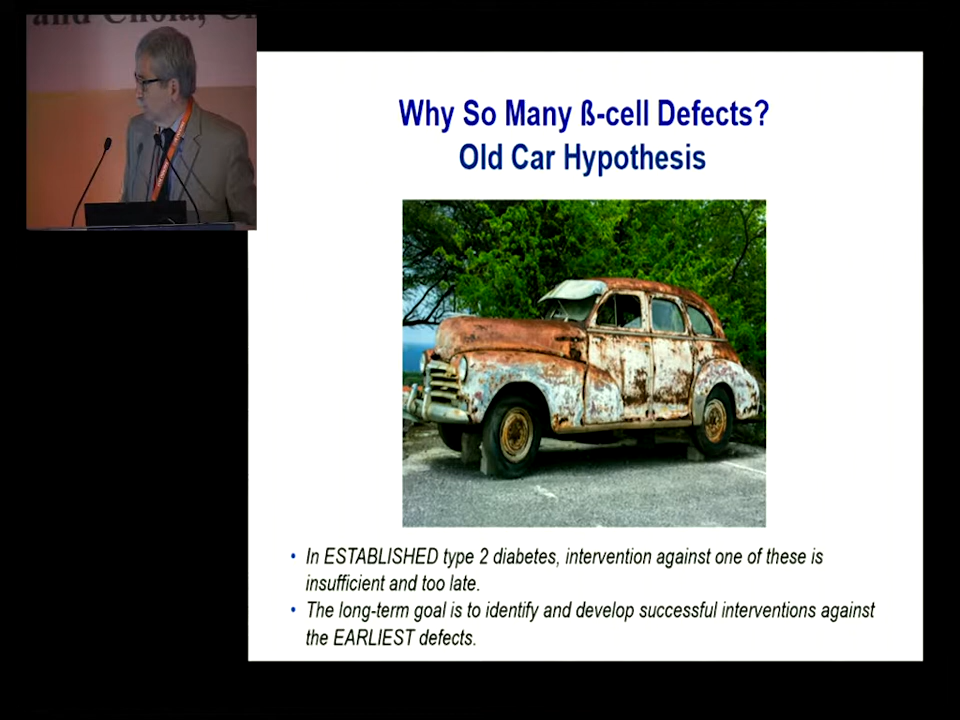 and Chola,
Why So Many ß-cell Defects?
Old Car Hypothesis
• In ESTABLISHED type 2 diabetes, intervention against one of these is
insufficient and too late.
• The long-term goal is to identify and develop successful interventions against
the EARLIEST defects.